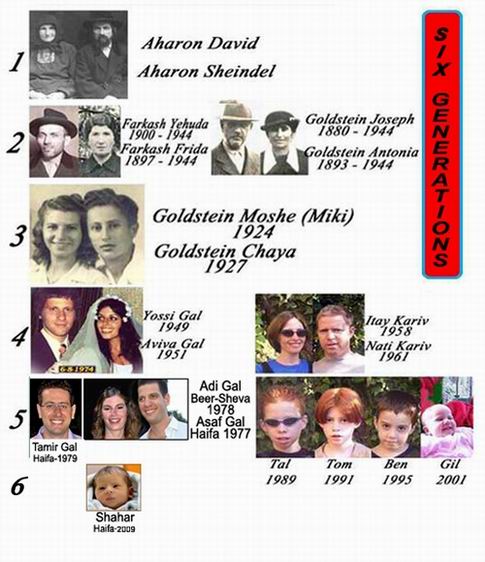 SIX GENERATIONS
1
Aharon David
Aharon Sheindel
2
Farkash Yehuda
1900 - 1944
Farkash Frida
1897 - 1944
Goldstein Joseph
1880 - 1944
Goldstein Antonia
1893 - 1944
3
Goldstein Moshe (Miki)
1924
Goldstein Chaya
1927
4
6-8-1974
Yossi Gal
1949
Aviva Gal
1951
Itay Kariv
1958
Nati Kariv
1961
5
Tamir Gal
Haifa-1979
Adi Gal
Beer-Sheva
1978
Asaf Gal
Haifa 1977
Tal
1989
Tom
1991
Ben
1995
Gil
2001
6
Shahar
Haifa-2009